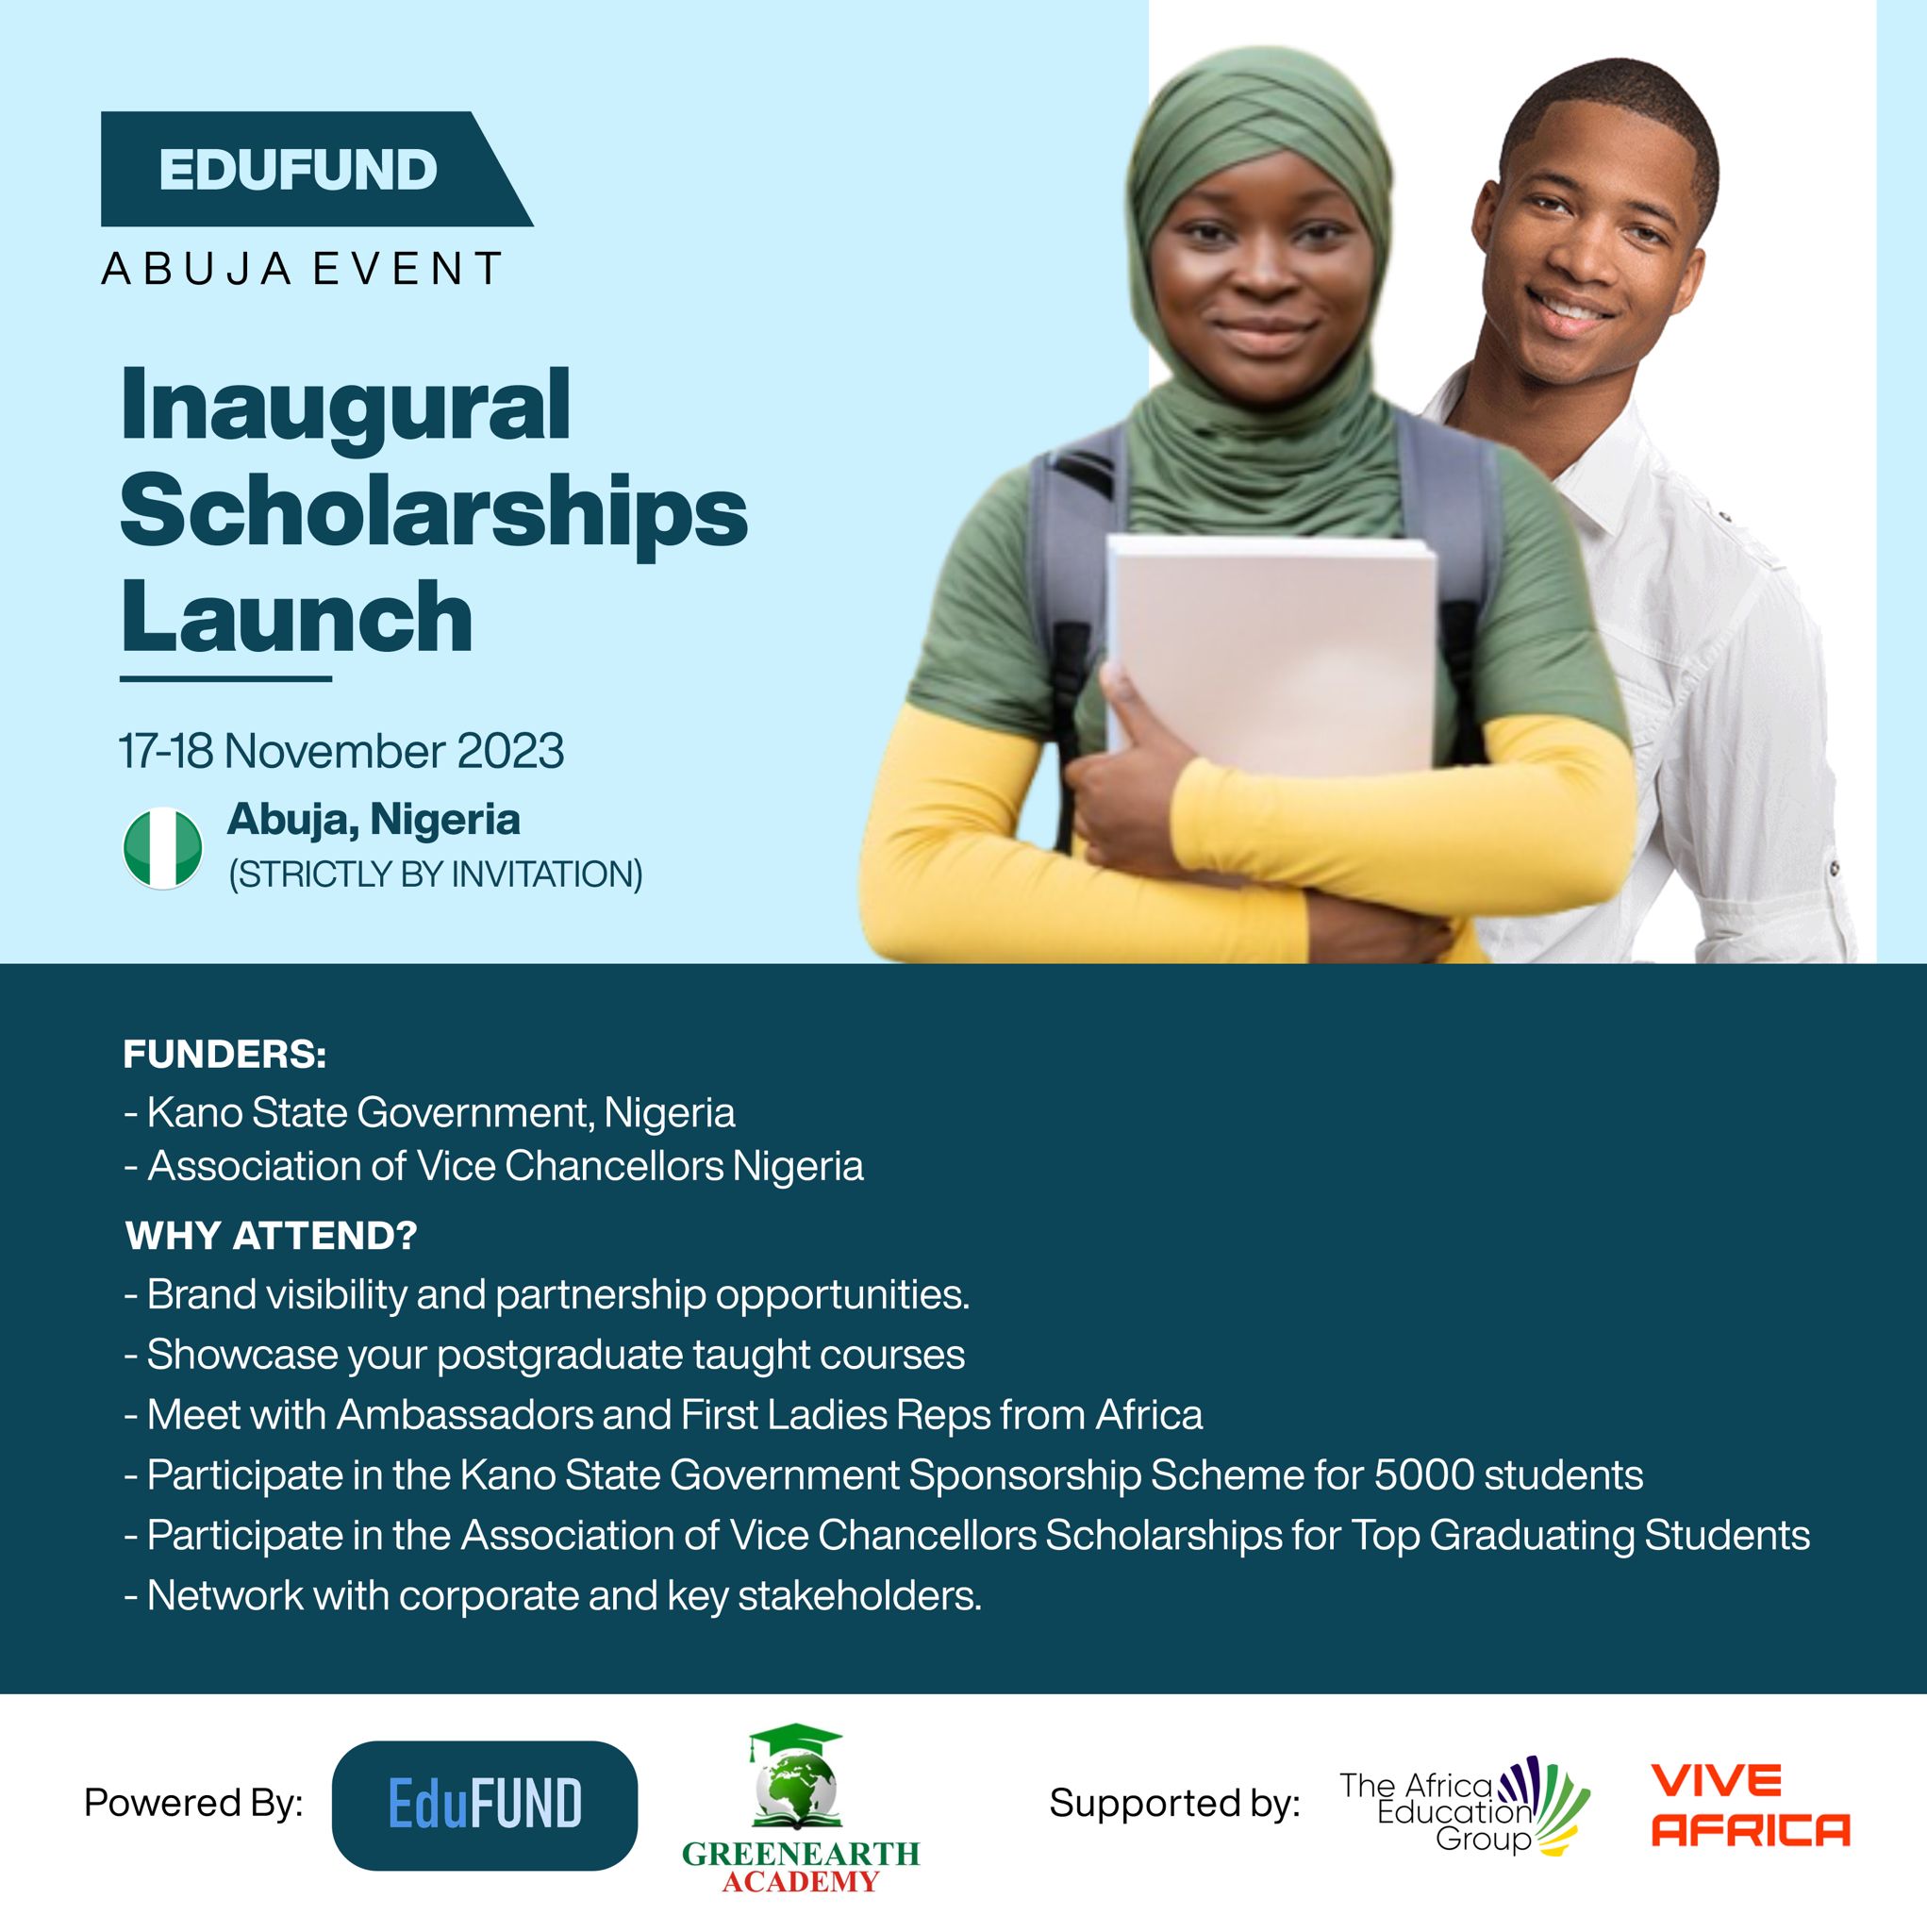 EDUFUND
ABUJA EVENT
Inaugural
Scholarships
Launch
17-18 November 2023
Abuja, Nigeria
(STRICTLY BY INVITATION)
FUNDERS:
- Kano State Government, Nigeria
- Association of Vice Chancellors Nigeria
WHY ATTEND?
- Brand visibility and partnership opportunities.
- Showcase your postgraduate taught courses
- Meet with Ambassadors and First Ladies Reps from Africa
- Participate in the Kano State Government Sponsorship Scheme for 5000 students
- Participate in the Association of Vice Chancellors Scholarships for Top Graduating Students
- Network with corporate and key stakeholders.
Powered By:
EduFUND
GREENEARTH
ACADEMY
Supported by:
The Africa
Education
Group
VIVE
AFRICA